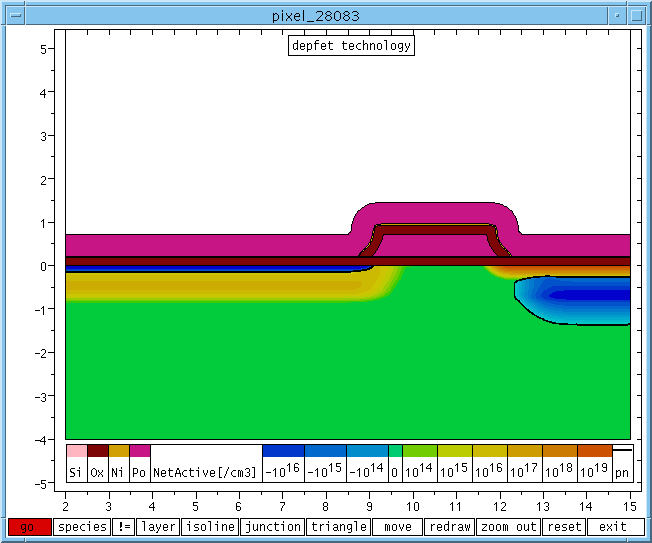 pixel_28083
depfet technology
5
4
3
2
1
0
-1
-2
-3
-4
-5
Si Ox Ni Po NetActive[/cm3] -10^16 -10^15 -10^14 0 10^14 10^15 10^16 10^17 10^18 10^19 pn
2 3 4 5 6 7 8 9 10 11 12 13 14 15
go species != layer isoline junction triangle move redraw zoom out reset exit